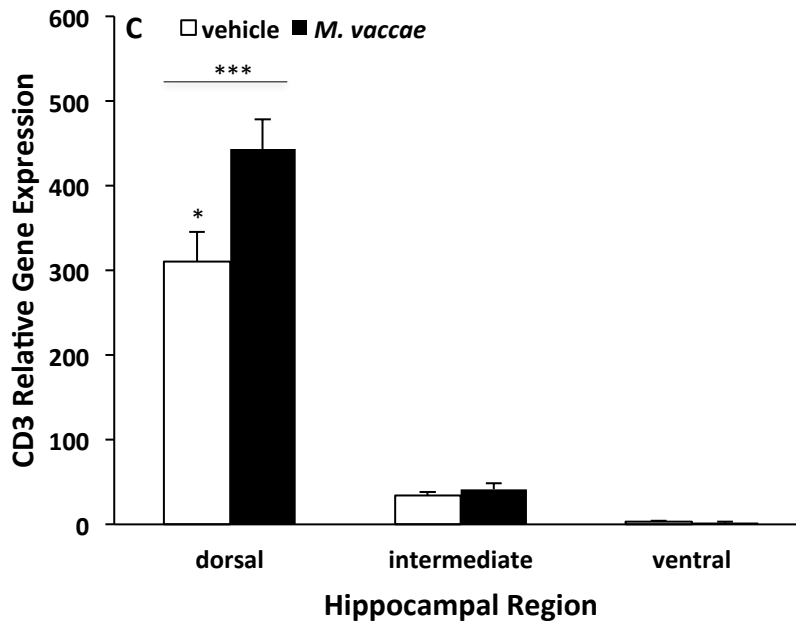 C vehicle M. vaccae
CD3 Relative Gene Expression
600
500
400
300
200
100
0
***
*
dorsal intermediate ventral
Hippocampal Region